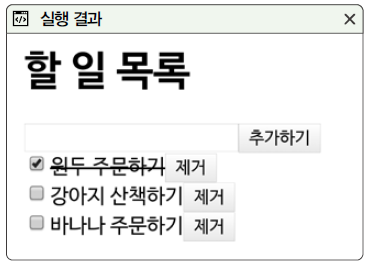 실행 결과
할 일 목록
추가하기
원두 주문하기 제거
강아지 산책하기 제거
바나나 주문하기 제거